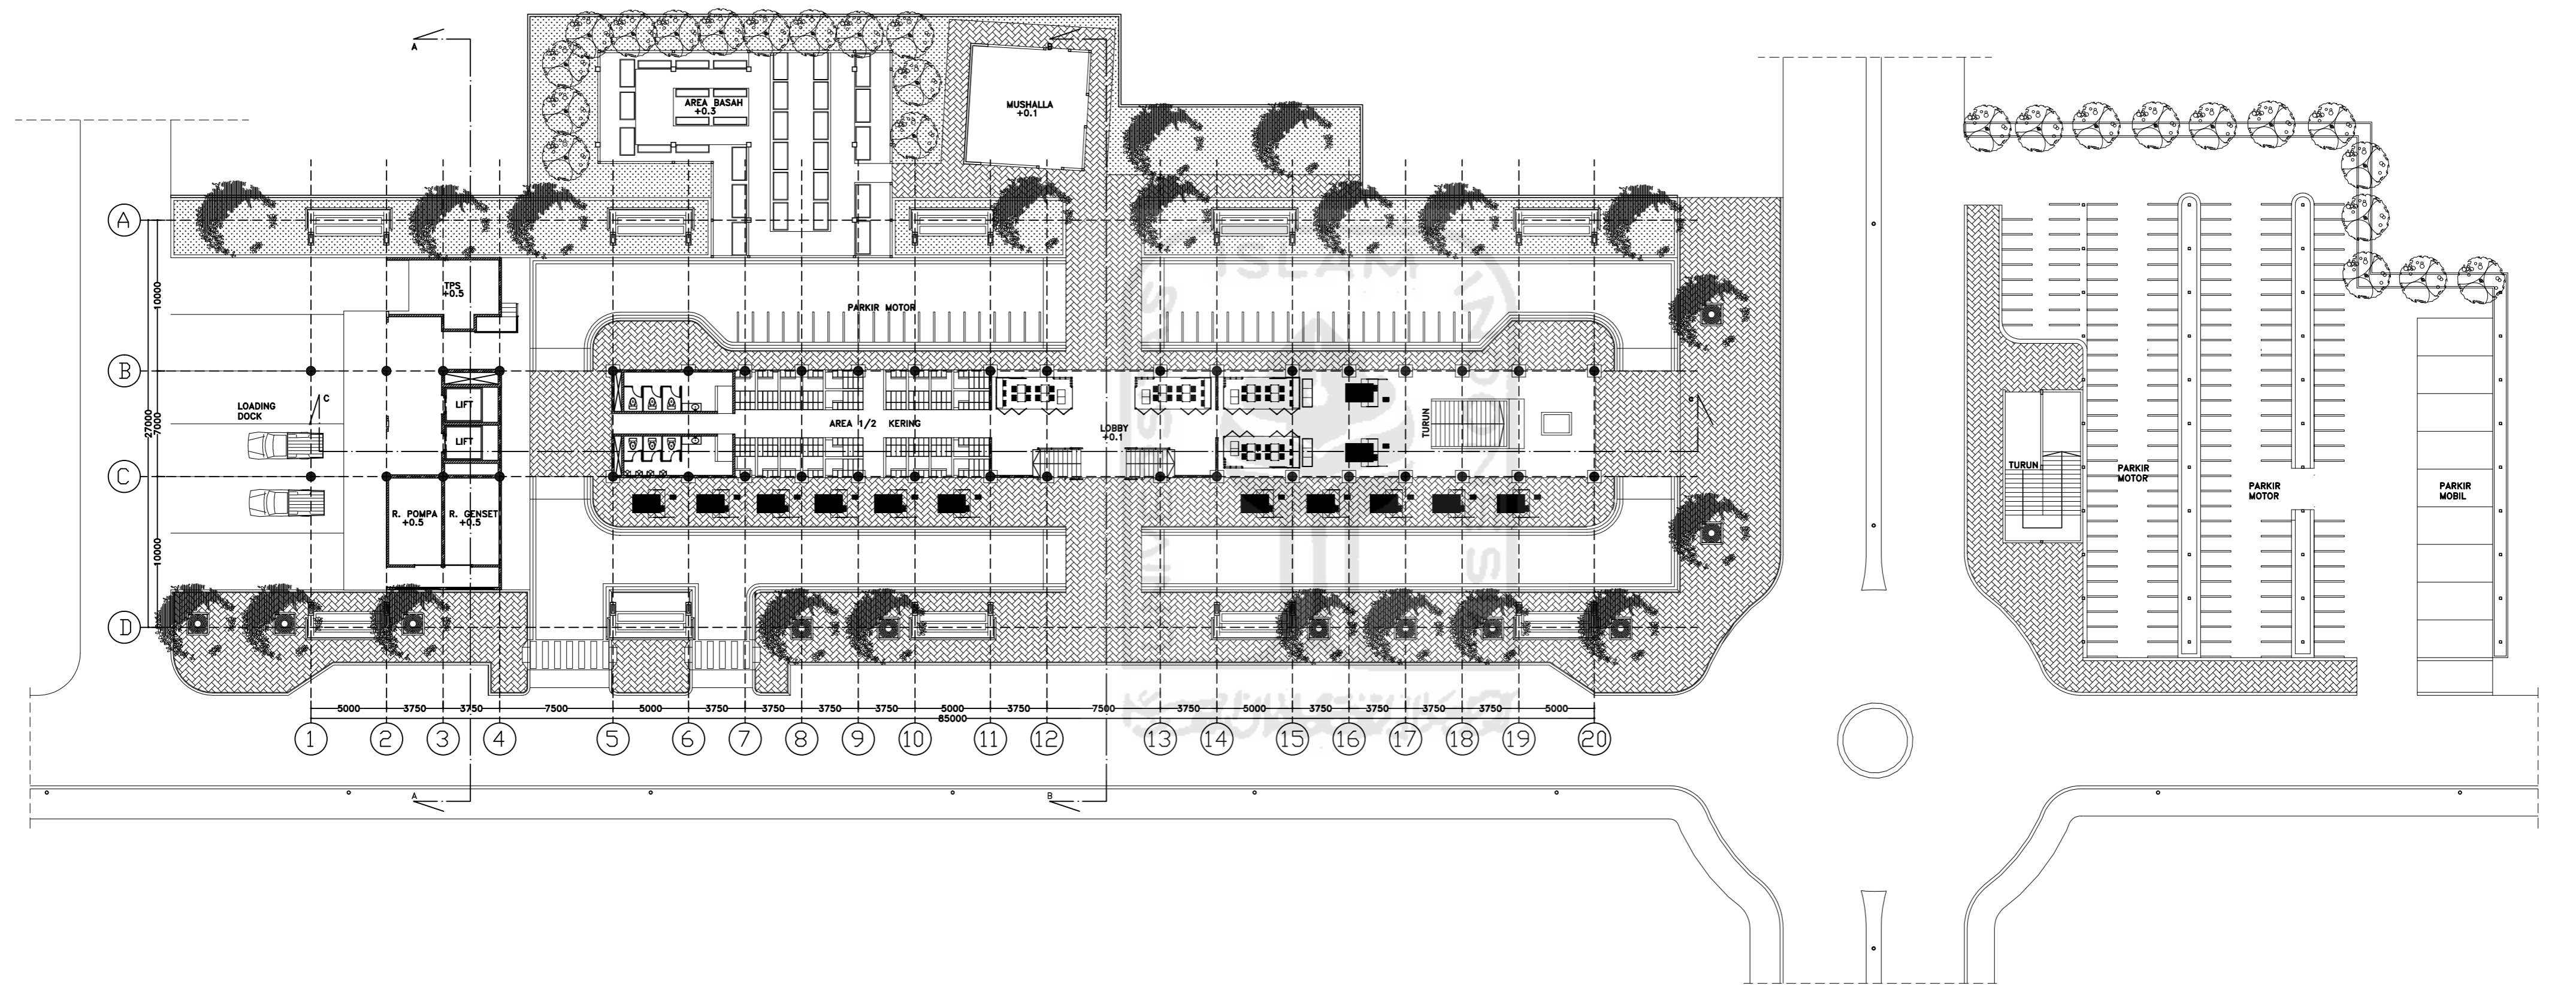 A
B
AREA BASAH
+0.3
MUSHALLA
+0.1
A
10000
TPS
+0.5
PARKIR MOTOR
ISLAM
B
LOADING
DOCK
C
LIFT
LIFT
27000
7000
AREA 1/2 KERING
LOBBY
+0.1
TURUN
TURUN
PARKIR
MOTOR
PARKIR
MOTOR
PARKIR
MOBIL
C
R. POMPA
+0.5
R. GENSET
+0.5
10000
D
5000 3750 3750 7500 5000 3750 3750 3750 3750 5000 3750 7500 3750 5000 3750 3750 3750 3750 5000
85000
1 2 3 4 5 6 7 8 9 10 11 12 13 14 15 16 17 18 19 20
A
B